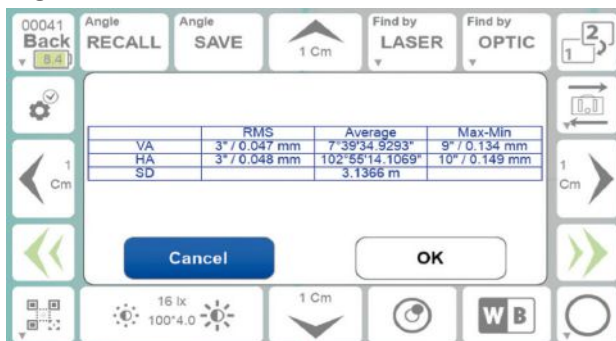 00041
Back
8.4
Angle
RECALL
Angle
SAVE
1 Cm
Find by
LASER
Find by
OPTIC
1 2
RMS Average Max-Min
VA 3" / 0.047 mm 7°39'34.9293" 9" / 0.134 mm
HA 3" / 0.048 mm 102°55'14.1069" 10" / 0.149 mm
SD 3.1366 m
1
Cm
1
Cm
Cancel
OK
16 lx
100*4.0
1 Cm
W B